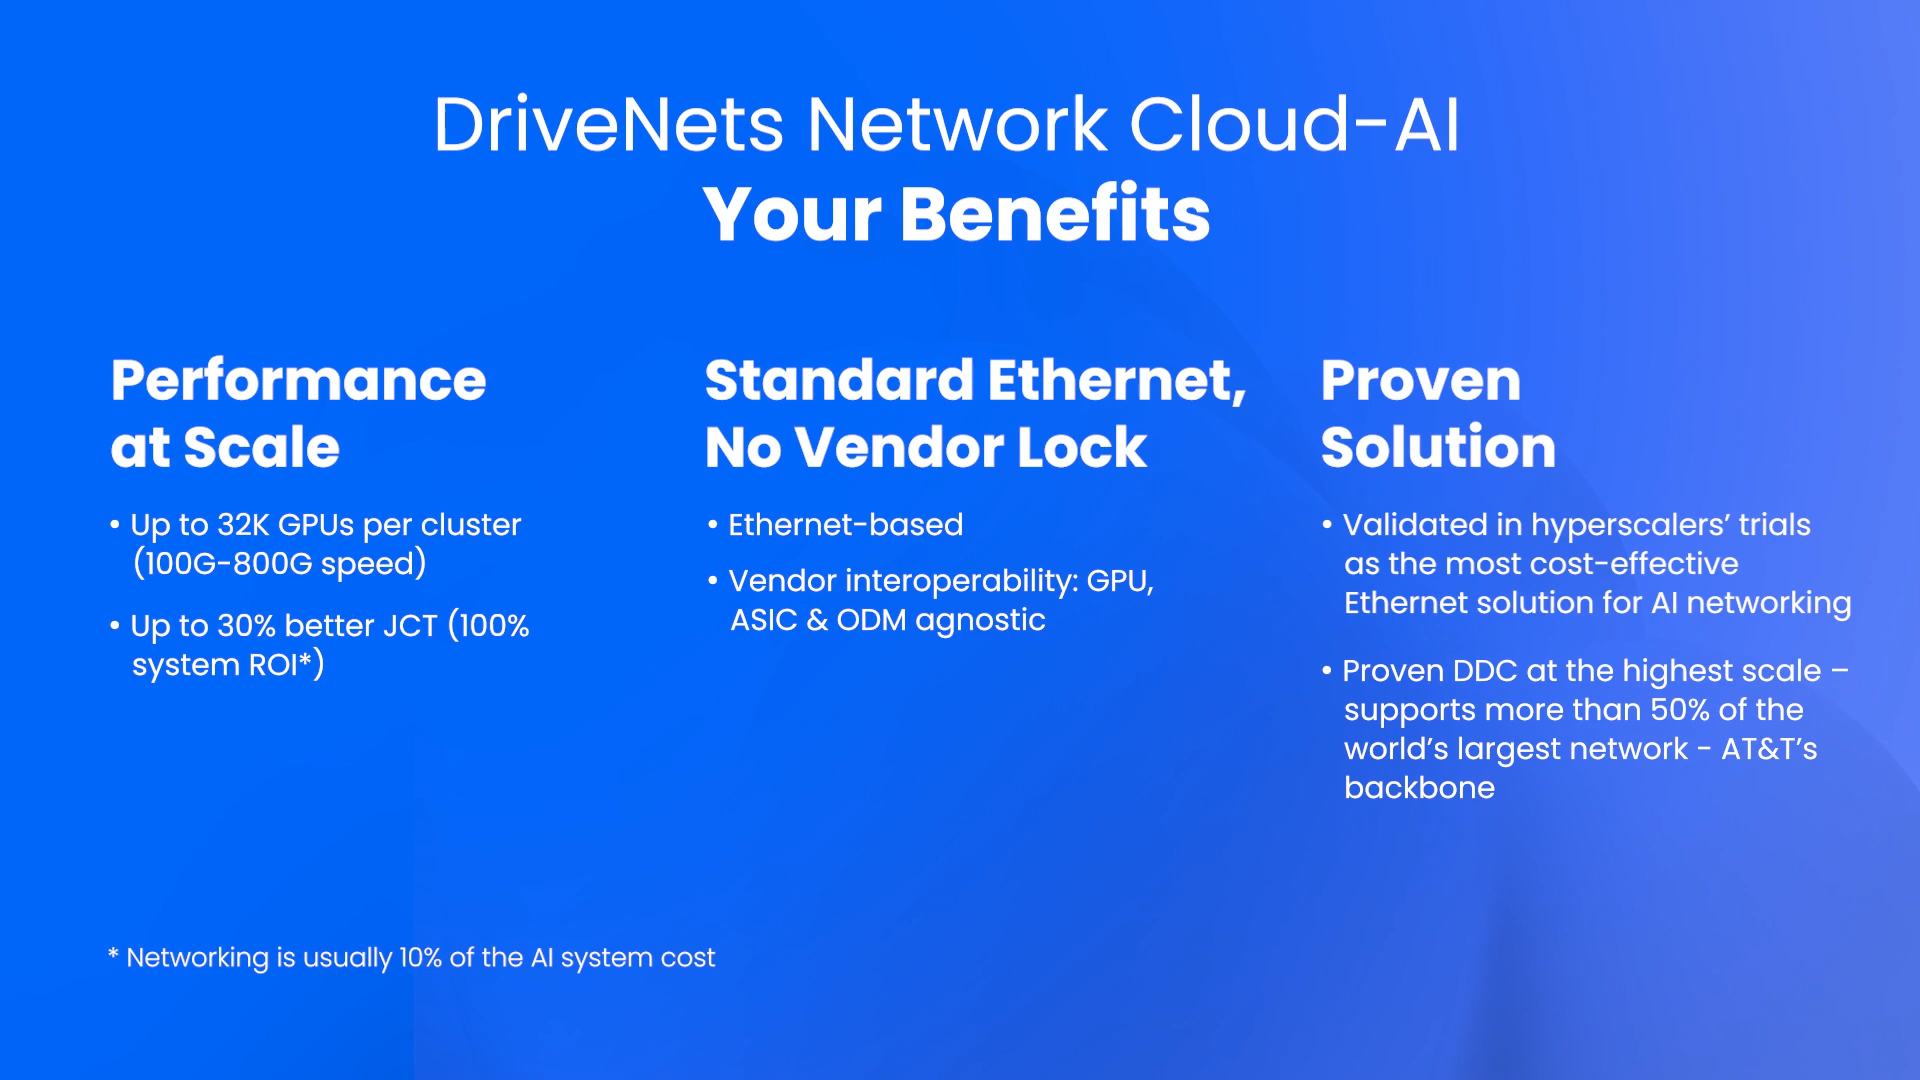 DriveNets Network Cloud-AI
Your Benefits
Performance
at Scale
• Up to 32K GPUs per cluster
(100G-800G speed)
• Up to 30% better JCT (100%
system ROI*)
Standard Ethernet,
No Vendor Lock
• Ethernet-based
• Vendor interoperability: GPU,
ASIC & ODM agnostic
Proven
Solution
• Validated in hyperscalers’ trials
as the most cost-effective
Ethernet solution for AI networking
• Proven DDC at the highest scale –
supports more than 50% of the
world’s largest network - AT&T’s
backbone
* Networking is usually 10% of the AI system cost